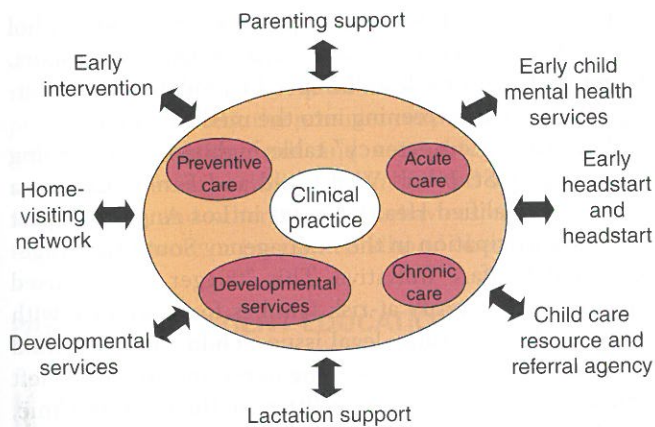 Parenting support
Early
intervention
Early child
mental health
services
Preventive
care
Acute
care
Clinical
practice
Home-
visiting
network
Early
headstart
and
headstart
Developmental
services
Chronic
care
Developmental
services
Child care
resource and
referral agency
Lactation support